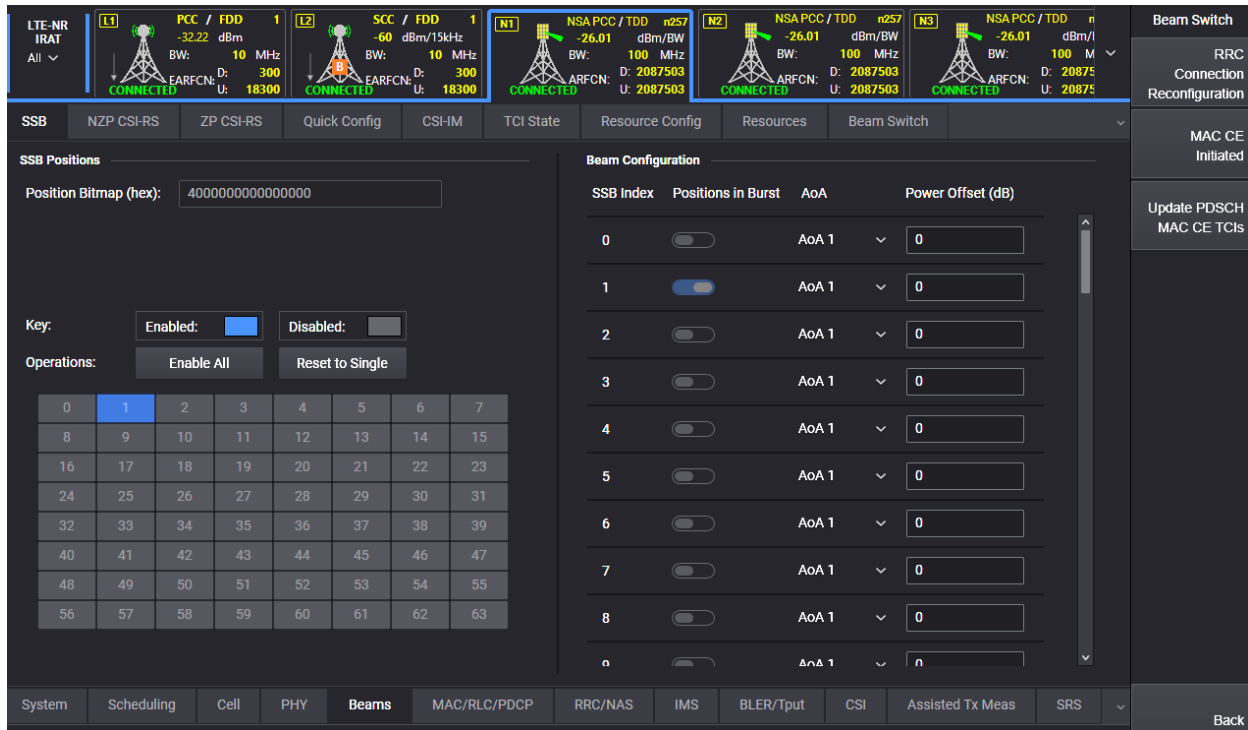 LTE-NR
IRAT
All
L1 PCC / FDD 1
-32.22 dBm
BW: 10 MHz
EARFCN: D: 300
U: 18300
CONNECTED
L2 SCC / FDD 1
-60 dBm/15kHz
B
BW: 10 MHz
EARFCN: D: 300
U: 18300
CONNECTED
N1 NSA PCC / TDD n257
-26.01 dBm/BW
BW: 100 MHz
ARFCN: D: 2087503
U: 2087503
CONNECTED
N2 NSA PCC / TDD n257
-26.01 dBm/BW
BW: 100 MHz
ARFCN: D: 2087503
U: 2087503
CONNECTED
N3 NSA PCC / TDD n
-26.01 dBm/
BW: 100 M
ARFCN: D: 20875
U: 20875
CONNECTED
Beam Switch
RRC
Connection
Reconfiguration
MAC CE
Initiated
Update PDSCH
MAC CE TCIs
Back
SSB NZP CSI-RS ZP CSI-RS Quick Config CSI-IM TCI State Resource Config Resources Beam Switch
SSB Positions
Position Bitmap (hex): 4000000000000000
Key: Enabled: Disabled:
Operations: Enable All Reset to Single
0 1 2 3 4 5 6 7
8 9 10 11 12 13 14 15
16 17 18 19 20 21 22 23
24 25 26 27 28 29 30 31
32 33 34 35 36 37 38 39
40 41 42 43 44 45 46 47
48 49 50 51 52 53 54 55
56 57 58 59 60 61 62 63
Beam Configuration
SSB Index Positions in Burst AoA Power Offset (dB)
0 AoA 1 0
1 AoA 1 0
2 AoA 1 0
3 AoA 1 0
4 AoA 1 0
5 AoA 1 0
6 AoA 1 0
7 AoA 1 0
8 AoA 1 0
9 AoA 1 0
System Scheduling Cell PHY Beams MAC/RLC/PDCP RRC/NAS IMS BLER/Tput CSI Assisted Tx Meas SRS